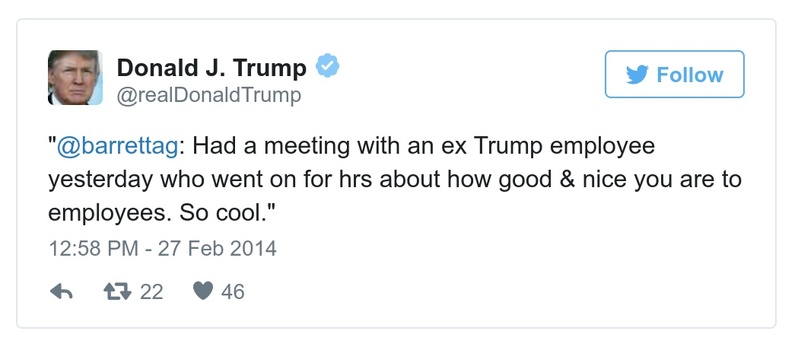 Donald J. Trump
@realDonaldTrump
Follow
"@barrettag: Had a meeting with an ex Trump employee
yesterday who went on for hrs about how good & nice you are to
employees. So cool."
12:58 PM - 27 Feb 2014
22 46